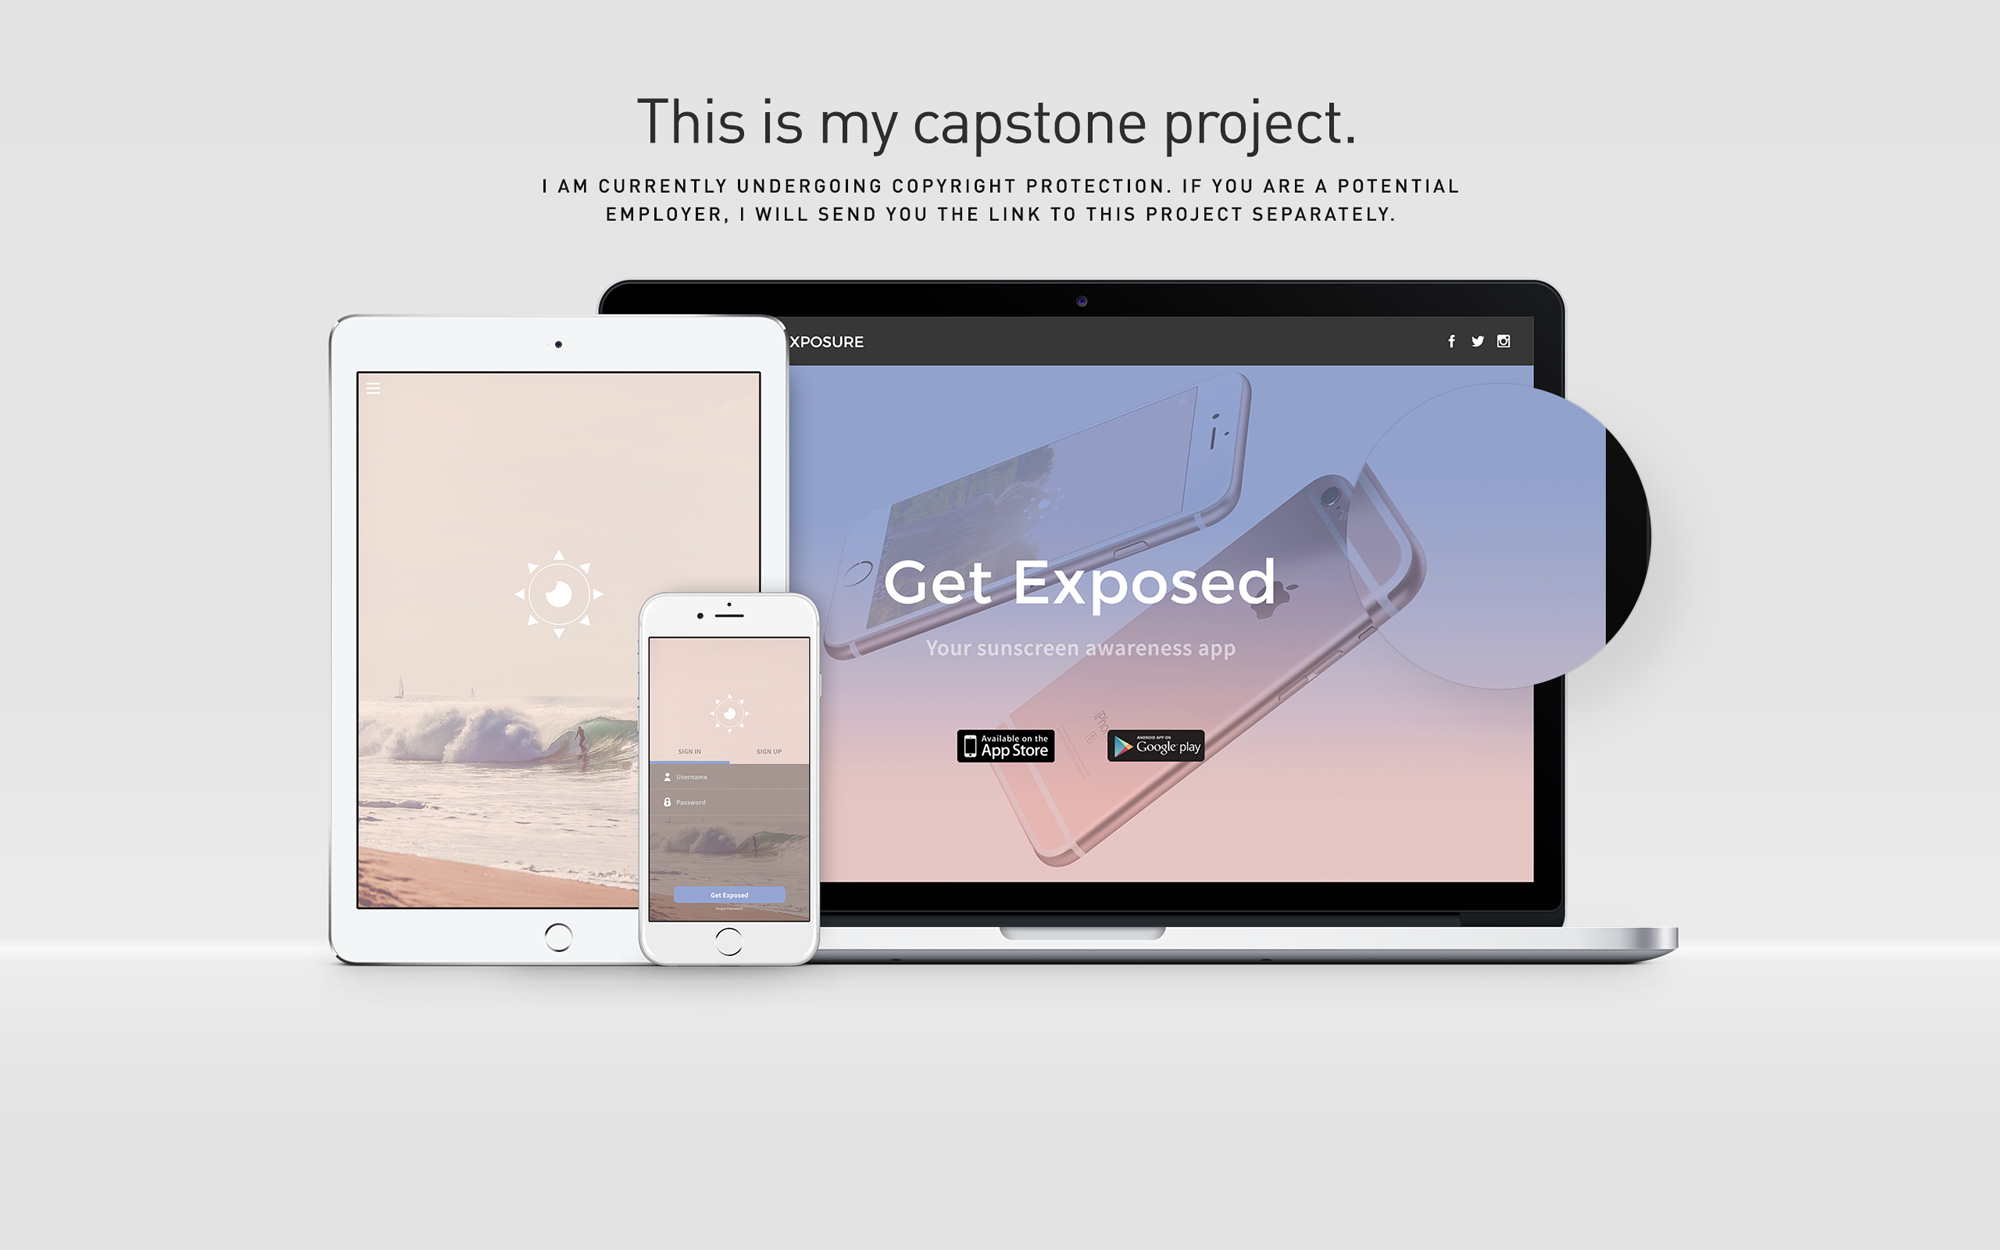 This is my capstone project.
I AM CURRENTLY UNDERGOING COPYRIGHT PROTECTION. IF YOU ARE A POTENTIAL
EMPLOYER, I WILL SEND YOU THE LINK TO THIS PROJECT SEPARATELY.
XPOSURE
Get Exposed
Your sunscreen awareness app
Available on the
App Store
ANDROID APP ON
Google play
SIGN IN SIGN UP
Username
Password
Get Exposed